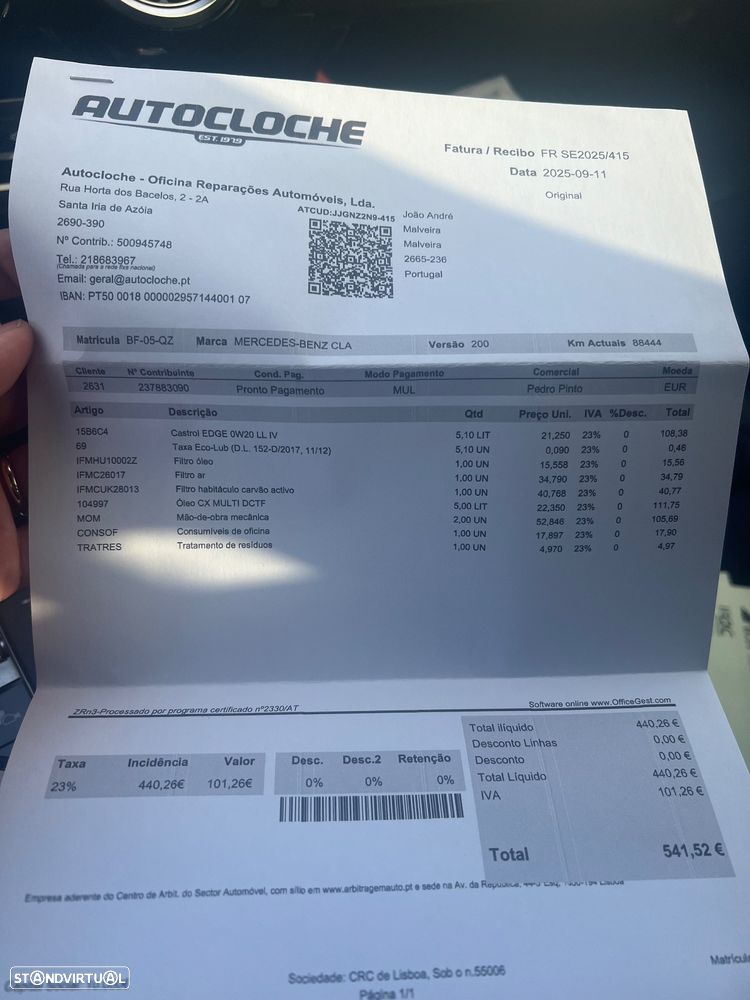 AUTOCLOCHE
EST. 1979
Fatura / Recibo FR SE2025/415
Data 2025-09-11
Original
Autocloche - Oficina Reparações Automóveis, Lda.
Rua Horta dos Bacelos, 2 - 2A
Santa Iria de Azóia
2690-390
Nº Contrib.: 500945748
Tel.: 218683967
(Chamada para a rede fixa nacional)
Email: geral@autocloche.pt
IBAN: PT50 0018 000002957144001 07
ATCUD:JJGNZ2N9-415
João André
Malveira
Malveira
2665-236
Portugal
Matrícula BF-05-QZ Marca MERCEDES-BENZ CLA Versão 200 Km Actuais 88444
Cliente Nº Contribuinte Cond. Pag. Modo Pagamento Comercial Moeda
2631 237883090 Pronto Pagamento MUL Pedro Pinto EUR
Artigo Descrição Qtd Preço Uni. IVA %Desc. Total
15B6C4 Castrol EDGE 0W20 LL IV 5,10 LIT 21,250 23% 0 108,38
69 Taxa Eco-Lub (D.L. 152-D/2017, 11/12) 5,10 UN 0,090 23% 0 0,46
IFMHU10002Z Filtro óleo 1,00 UN 15,558 23% 0 15,56
IFMC26017 Filtro ar 1,00 UN 34,790 23% 0 34,79
IFMCUK28013 Filtro habitáculo carvão activo 1,00 UN 40,768 23% 0 40,77
104997 Óleo CX MULTI DCTF 5,00 LIT 22,350 23% 0 111,75
MOM Mão-de-obra mecânica 2,00 UN 52,846 23% 0 105,69
CONSOF Consumíveis de oficina 1,00 UN 17,897 23% 0 17,90
TRATRES Tratamento de resíduos 1,00 UN 4,970 23% 0 4,97
ZRn3-Processado por programa certificado nº2330/AT
Software online www.OfficeGest.com
Taxa Incidência Valor
23% 440,26€ 101,26€
Desc. Desc.2 Retenção
0% 0% 0%
Total ilíquido 440,26 €
Desconto Linhas 0,00 €
Desconto 0,00 €
Total Líquido 440,26 €
IVA 101,26 €
Total 541,52 €
Empresa aderente do Centro de Arbit. do Sector Automóvel, com sítio em www.arbitragemauto.pt e sede na Av. da República, Lisboa
Matrícula
Sociedade: CRC de Lisboa, Sob o n.55006
Página 1/1
STANDVIRTUAL